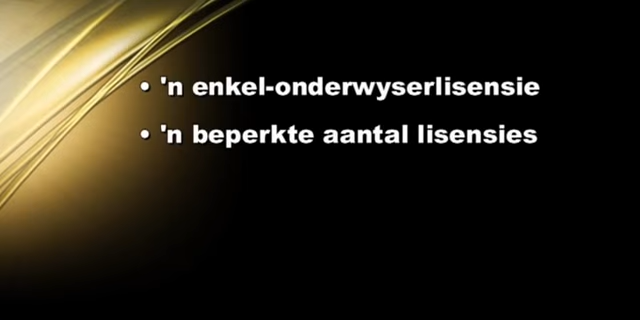 • 'n enkel-onderwyserlisensie
• 'n beperkte aantal lisensies